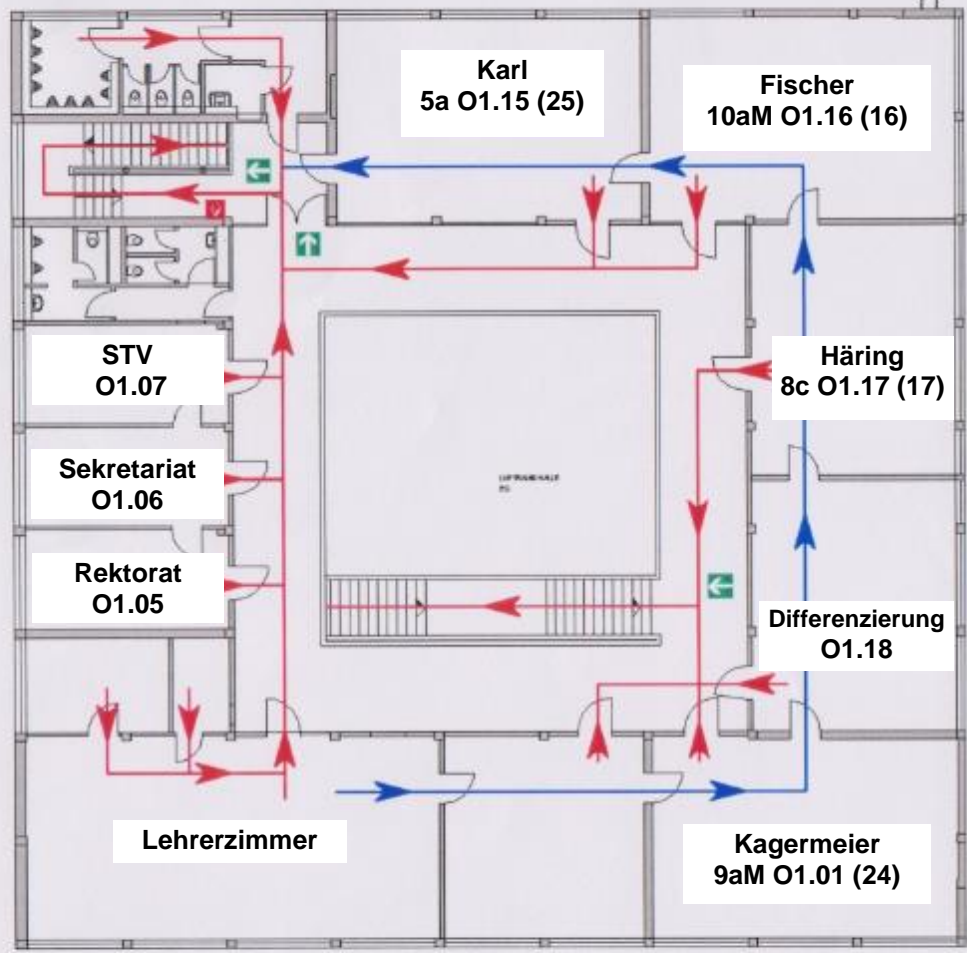 Karl
5a O1.15 (25)
Fischer
10aM O1.16 (16)
STV
O1.07
Häring
8c O1.17 (17)
Sekretariat
O1.06
Rektorat
O1.05
Differenzierung
O1.18
Lehrerzimmer
Kagermeier
9aM O1.01 (24)